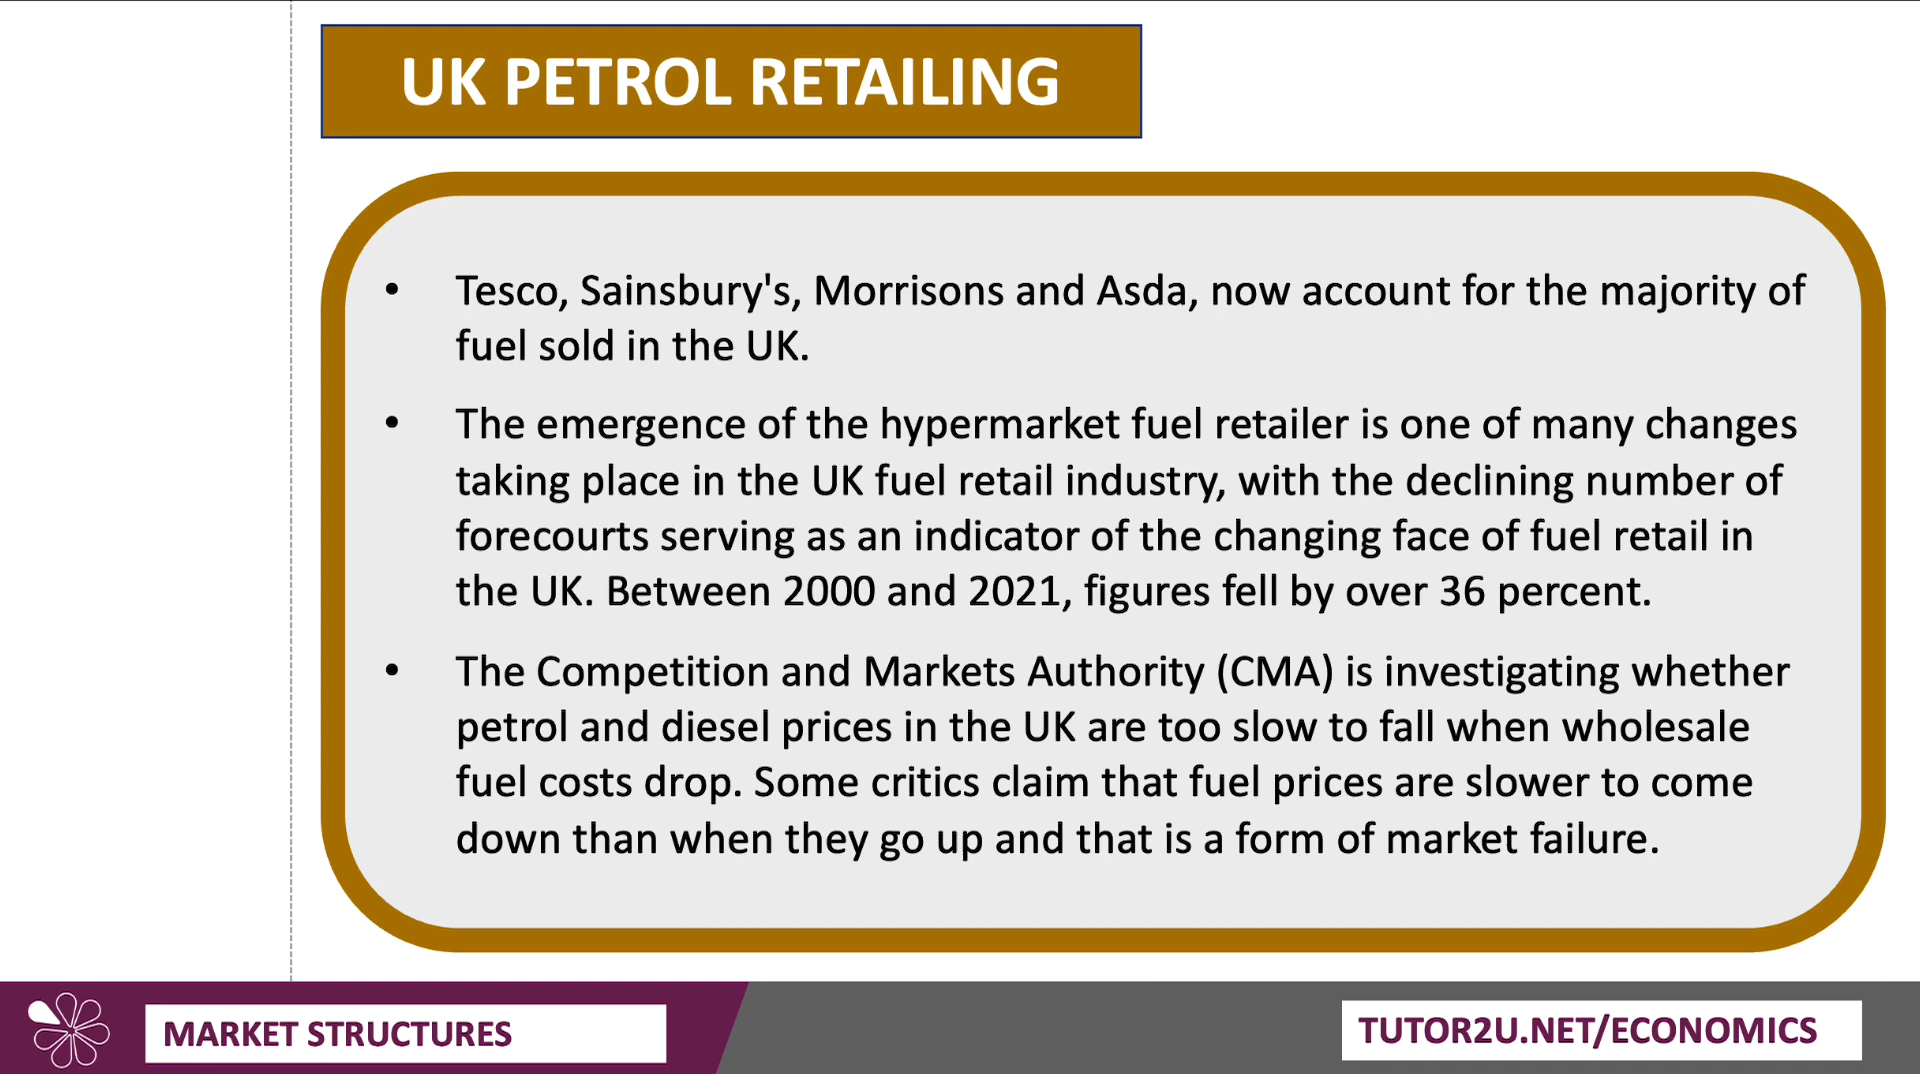 UK PETROL RETAILING
• Tesco, Sainsbury's, Morrisons and Asda, now account for the majority of
fuel sold in the UK.
• The emergence of the hypermarket fuel retailer is one of many changes
taking place in the UK fuel retail industry, with the declining number of
forecourts serving as an indicator of the changing face of fuel retail in
the UK. Between 2000 and 2021, figures fell by over 36 percent.
• The Competition and Markets Authority (CMA) is investigating whether
petrol and diesel prices in the UK are too slow to fall when wholesale
fuel costs drop. Some critics claim that fuel prices are slower to come
down than when they go up and that is a form of market failure.
MARKET STRUCTURES
TUTOR2U.NET/ECONOMICS